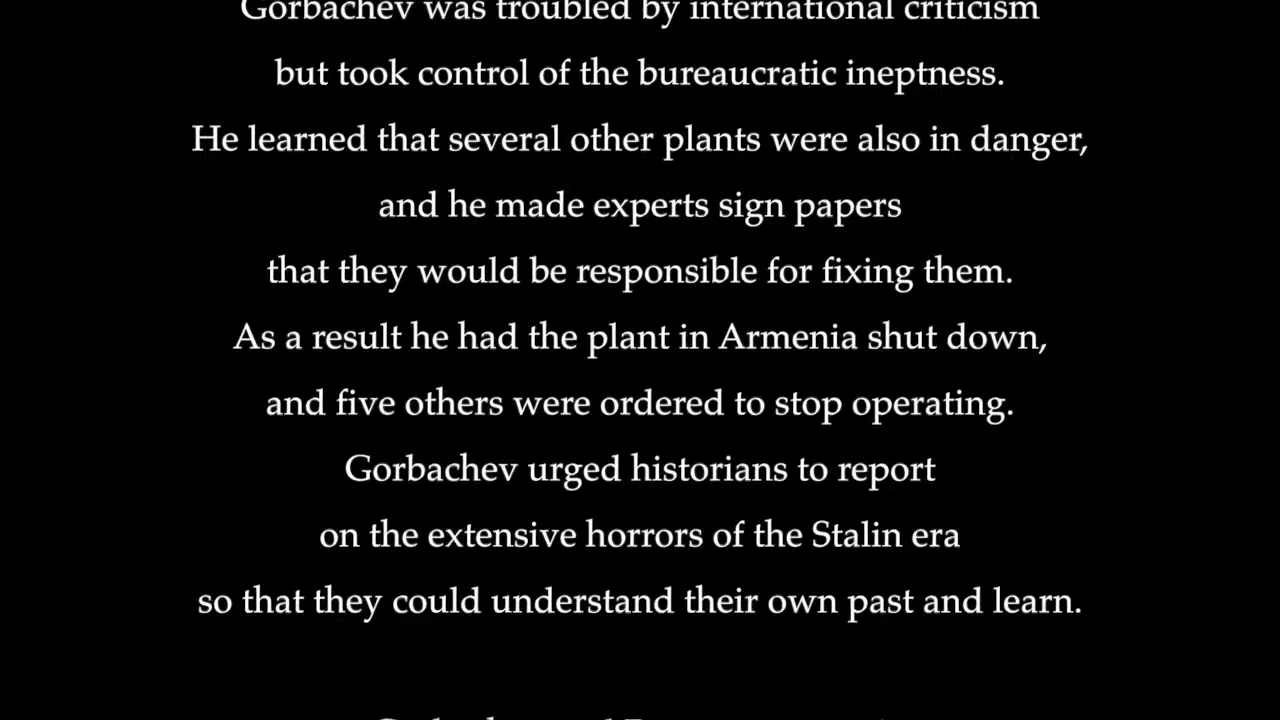 Gorbachev was troubled by international criticism
but took control of the bureaucratic ineptness.
He learned that several other plants were also in danger,
and he made experts sign papers
that they would be responsible for fixing them.
As a result he had the plant in Armenia shut down,
and five others were ordered to stop operating.
Gorbachev urged historians to report
on the extensive horrors of the Stalin era
so that they could understand their own past and learn.